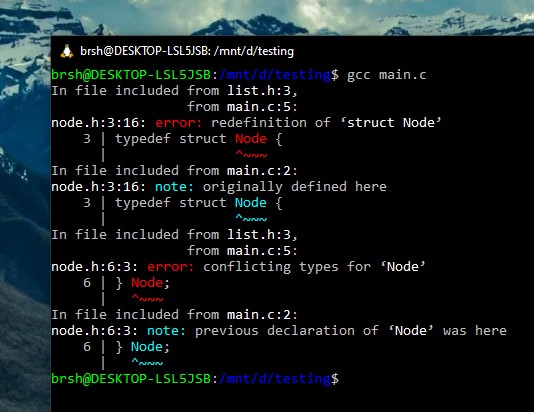 brsh@DESKTOP-LSL5JSB: /mnt/d/testing
brsh@DESKTOP-LSL5JSB:/mnt/d/testing$ gcc main.c
In file included from list.h:3,
                 from main.c:5:
node.h:3:16: error: redefinition of ‘struct Node’
    3 | typedef struct Node {
      |                ^~~~
In file included from main.c:2:
node.h:3:16: note: originally defined here
    3 | typedef struct Node {
      |                ^~~~
In file included from list.h:3,
                 from main.c:5:
node.h:6:3: error: conflicting types for ‘Node’
    6 | } Node;
      |   ^~~~
In file included from main.c:2:
node.h:6:3: note: previous declaration of ‘Node’ was here
    6 | } Node;
      |   ^~~~
brsh@DESKTOP-LSL5JSB:/mnt/d/testing$